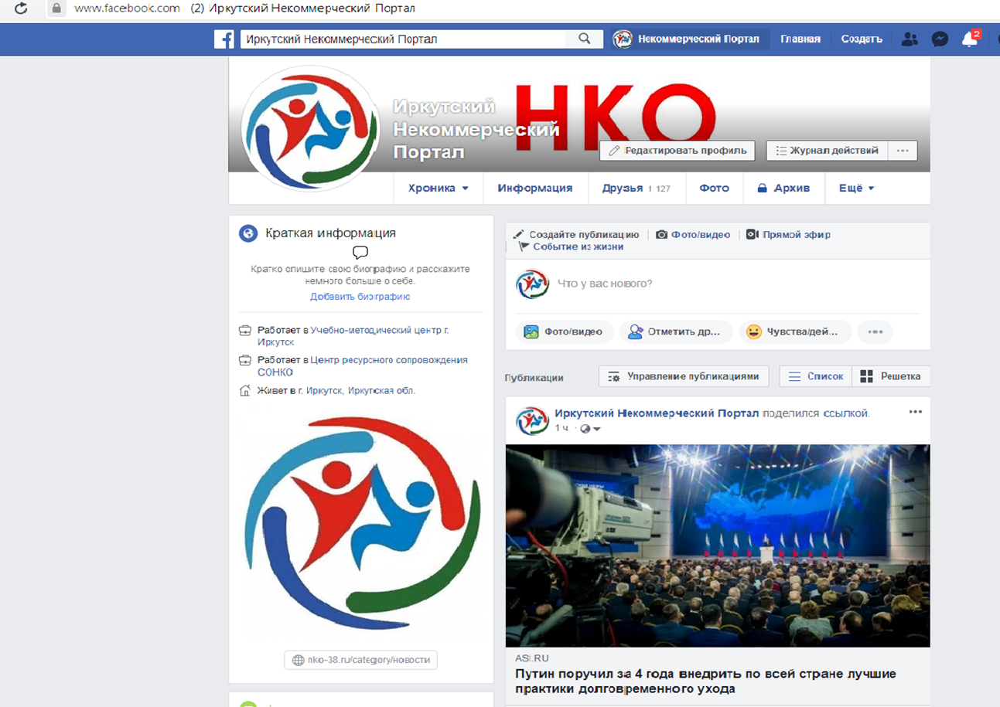 www.facebook.com (2) Иркутский Некоммерческий Портал
Иркутский Некоммерческий Портал
Некоммерческий Портал
Главная
Создать
2
НКО
Иркутский
Некоммерческий
Портал
Редактировать профиль
Журнал действий
Хроника
Информация
Друзья 1 127
Фото
Архив
Ещё
Краткая информация
Кратко опишите свою биографию и расскажите
немного больше о себе.
Добавить биографию
Работает в Учебно-методический центр г.
Иркутск
Работает в Центр ресурсного сопровождения
СОНКО
Живет в г. Иркутск, Иркутская обл.
nko-38.ru/category/новости
Создайте публикацию
Фото/видео
Прямой эфир
Событие из жизни
Что у вас нового?
Фото/видео
Отметить др...
Чувства/дей...
Публикации
Управление публикациями
Список
Решетка
Иркутский Некоммерческий Портал поделился ссылкой.
1 ч. ·
ASI.RU
Путин поручил за 4 года внедрить по всей стране лучшие
практики долговременного ухода